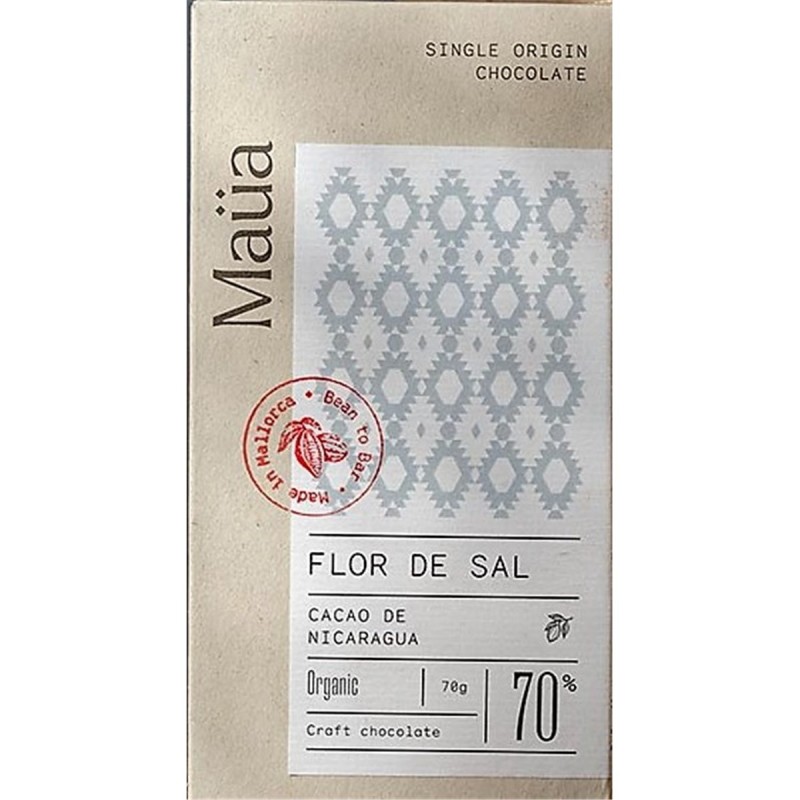 SINGLE ORIGIN
CHOCOLATE
Maüa
Bean to Bar • Made in Mallorca •
FLOR DE SAL
CACAO DE
NICARAGUA
Organic
70g
70%
Craft chocolate